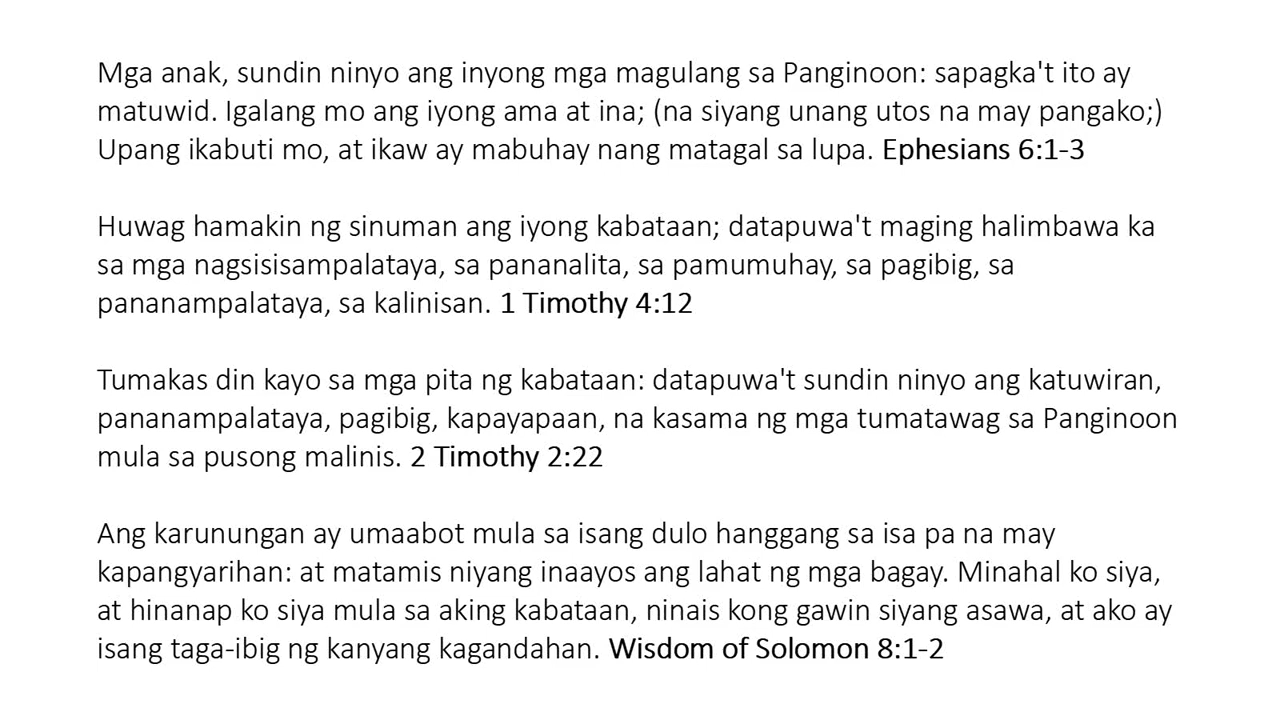 Mga anak, sundin ninyo ang inyong mga magulang sa Panginoon: sapagka't ito ay
matuwid. Igalang mo ang iyong ama at ina; (na siyang unang utos na may pangako;)
Upang ikabuti mo, at ikaw ay mabuhay nang matagal sa lupa. Ephesians 6:1-3
Huwag hamakin ng sinuman ang iyong kabataan; datapuwa't maging halimbawa ka
sa mga nagsisisampalataya, sa pananalita, sa pamumuhay, sa pagibig, sa
pananampalataya, sa kalinisan. 1 Timothy 4:12
Tumakas din kayo sa mga pita ng kabataan: datapuwa't sundin ninyo ang katuwiran,
pananampalataya, pagibig, kapayapaan, na kasama ng mga tumatawag sa Panginoon
mula sa pusong malinis. 2 Timothy 2:22
Ang karunungan ay umaabot mula sa isang dulo hanggang sa isa pa na may
kapangyarihan: at matamis niyang inaayos ang lahat ng mga bagay. Minahal ko siya,
at hinanap ko siya mula sa aking kabataan, ninais kong gawin siyang asawa, at ako ay
isang taga-ibig ng kanyang kagandahan. Wisdom of Solomon 8:1-2